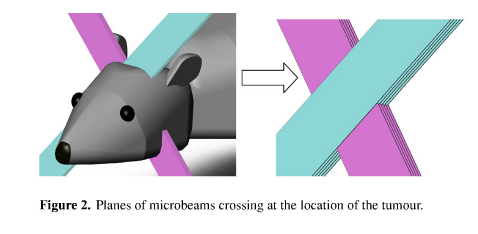 Figure 2. Planes of microbeams crossing at the location of the tumour.